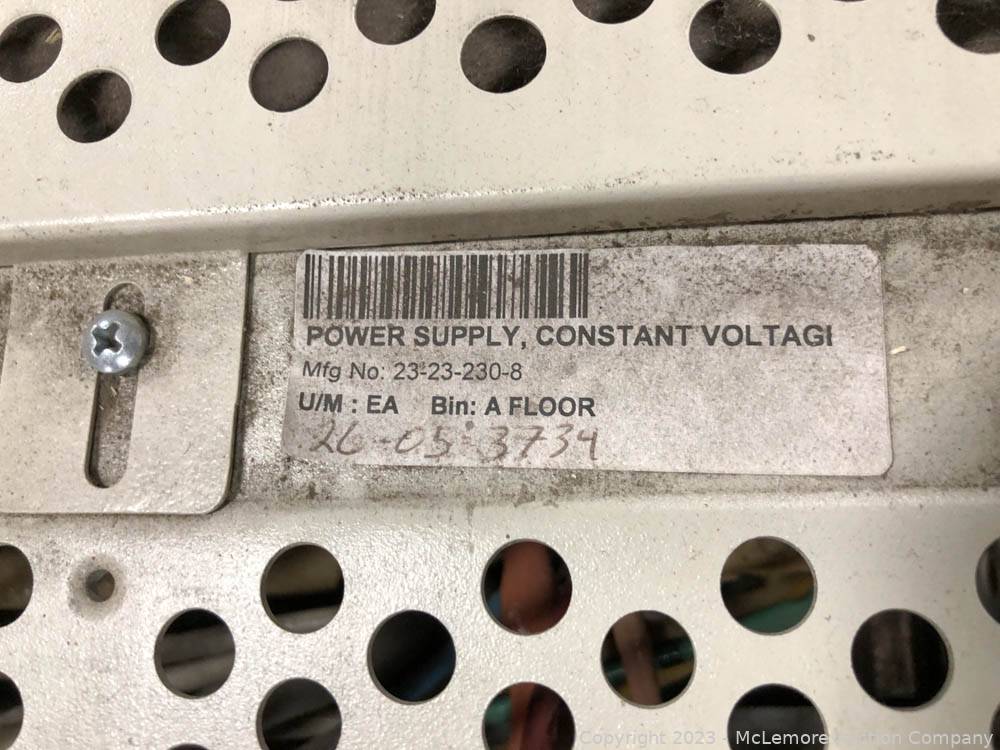 POWER SUPPLY, CONSTANT VOLTAGI
Mfg No: 23-23-230-8
U/M : EA Bin: A FLOOR
26-05-3734
Copyright 2023 - McLemore Auction Company